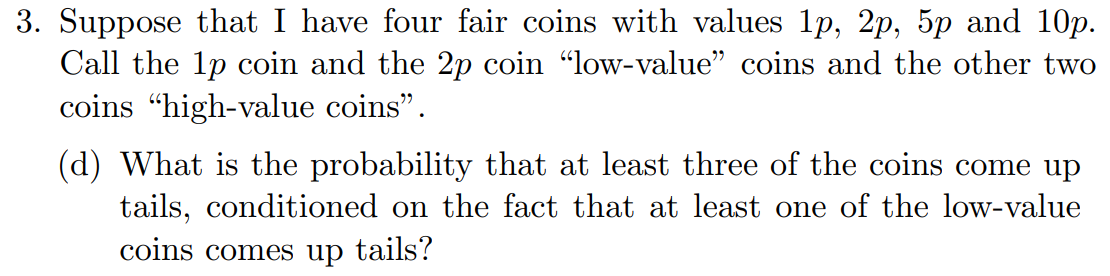 3. Suppose that I have four fair coins with values 1p, 2p, 5p and 10p.
Call the 1p coin and the 2p coin “low-value” coins and the other two
coins “high-value coins”.
(d) What is the probability that at least three of the coins come up
tails, conditioned on the fact that at least one of the low-value
coins comes up tails?